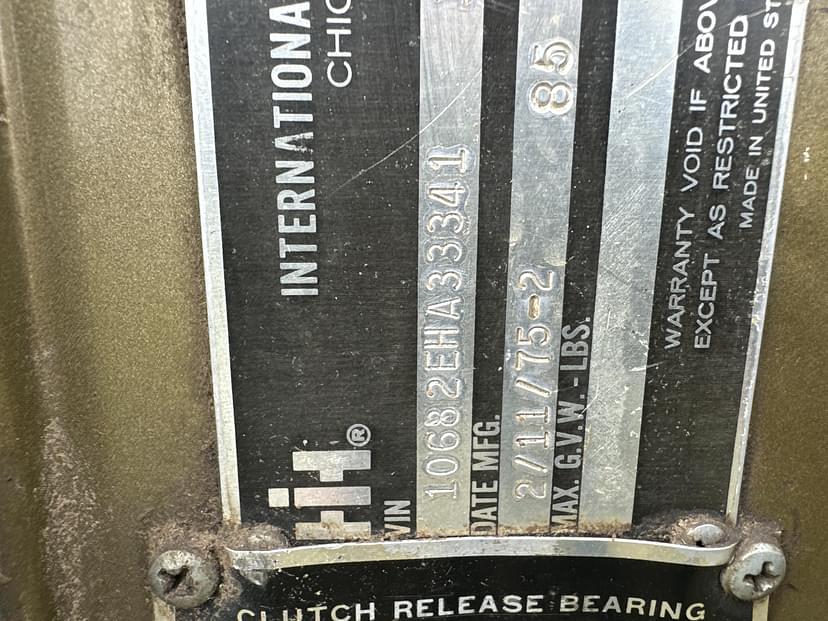 INTERNATIONA
CHIC
IH®
VIN
10682EHA33341
DATE MFG.
2/11/75-2 85
MAX. G.V.W. - LBS.
WARRANTY VOID IF ABOV
EXCEPT AS RESTRICTED
MADE IN UNITED ST
CLUTCH RELEASE BEARING